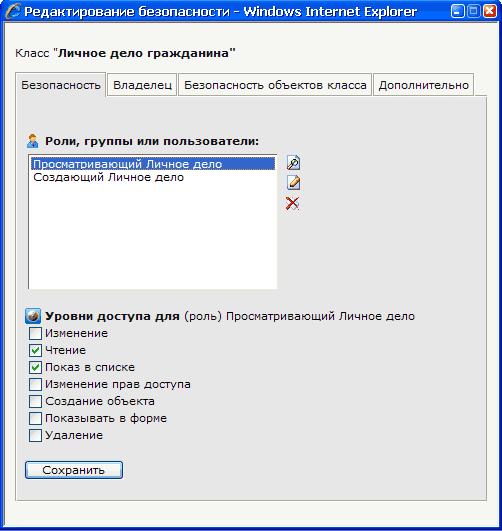 Редактирование безопасности - Windows Internet Explorer
Класс "Личное дело гражданина"
Безопасность Владелец Безопасность объектов класса Дополнительно
Роли, группы или пользователи:
Просматривающий Личное дело
Создающий Личное дело
Уровни доступа для (роль) Просматривающий Личное дело
Изменение
Чтение
Показ в списке
Изменение прав доступа
Создание объекта
Показывать в форме
Удаление
Сохранить